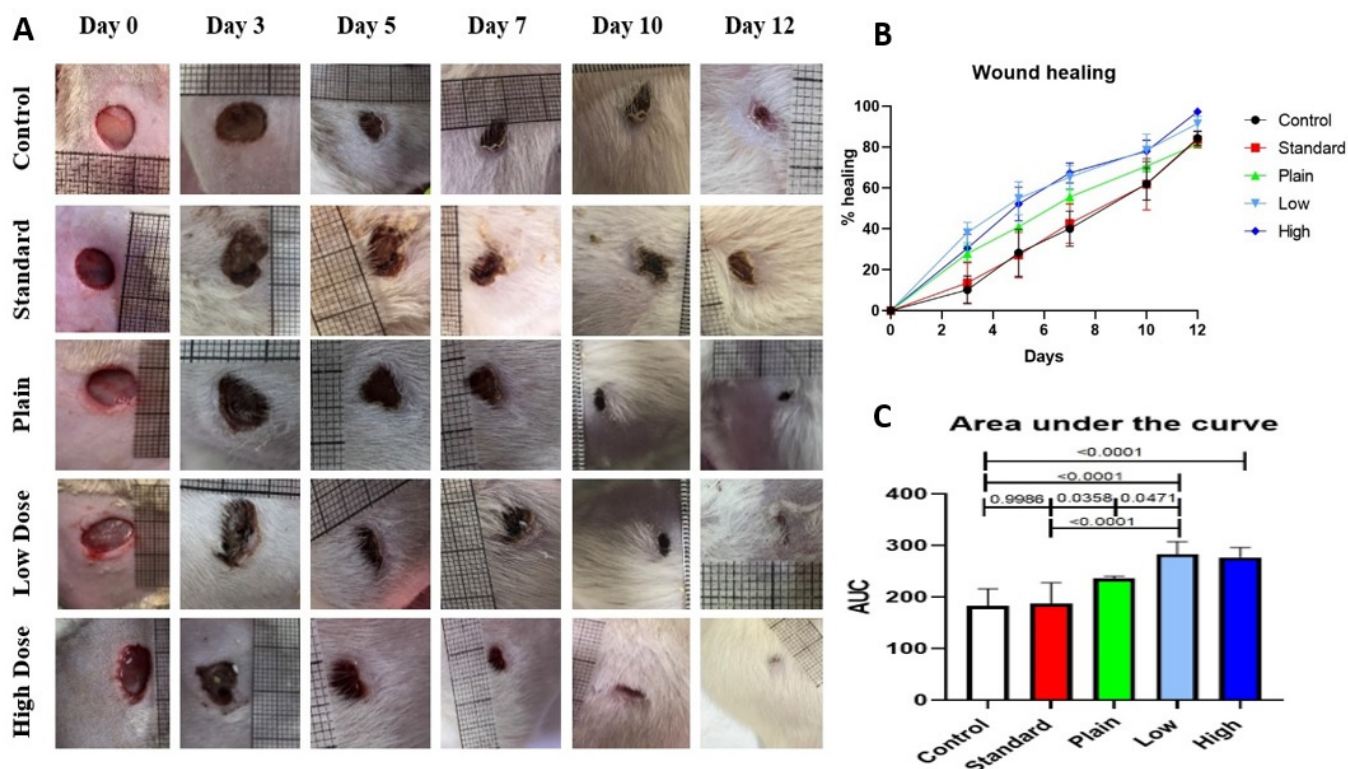 A
Day 0 Day 3 Day 5 Day 7 Day 10 Day 12
Control
Standard
Plain
Low Dose
High Dose
B
Wound healing
100
80
60
40
20
0
0 2 4 6 8 10 12
% healing
Days
Control
Standard
Plain
Low
High
C
Area under the curve
<0.0001
<0.0001
0.9986 0.0358 0.0471
<0.0001
400
300
200
100
0
AUC
Control Standard Plain Low High